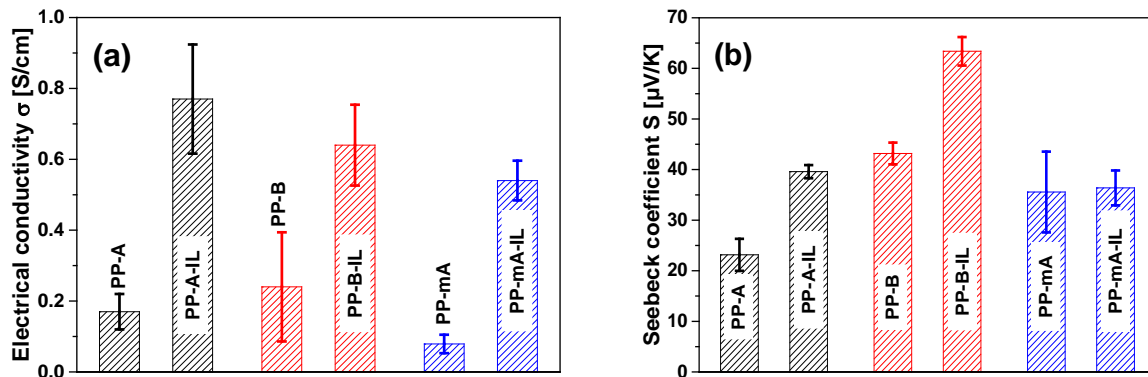 (a)
Electrical conductivity σ [S/cm]
1.0
0.8
0.6
0.4
0.2
0.0
PP-A
PP-A-IL
PP-B
PP-B-IL
PP-mA
PP-mA-IL
(b)
Seebeck coefficient S [µV/K]
70
60
50
40
30
20
10
0
PP-A
PP-A-IL
PP-B
PP-B-IL
PP-mA
PP-mA-IL